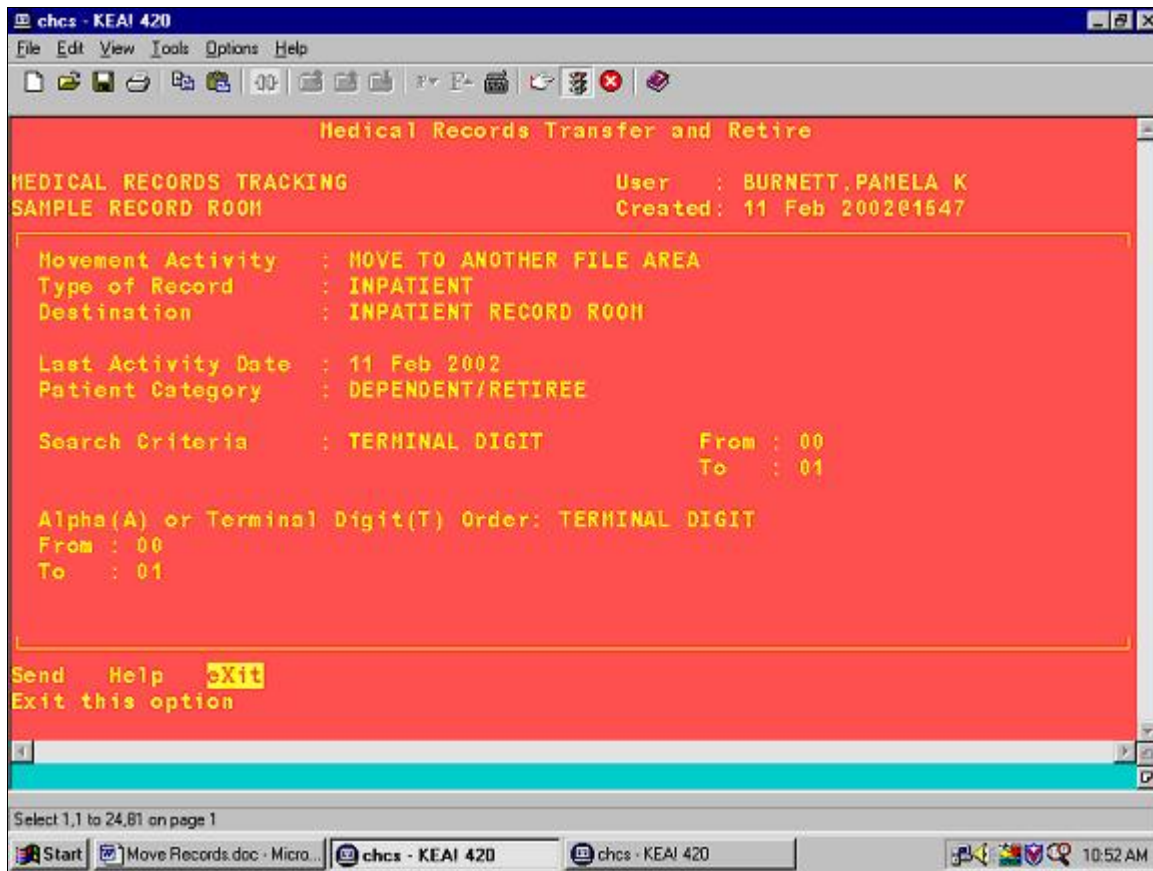 chcs - KEA! 420
File Edit View Tools Options Help
Medical Records Transfer and Retire
MEDICAL RECORDS TRACKING User : BURNETT,PAMELA K
SAMPLE RECORD ROOM Created: 11 Feb 2002@1547
Movement Activity : MOVE TO ANOTHER FILE AREA
Type of Record : INPATIENT
Destination : INPATIENT RECORD ROOM
Last Activity Date : 11 Feb 2002
Patient Category : DEPENDENT/RETIREE
Search Criteria : TERMINAL DIGIT From : 00
To : 01
Alpha(A) or Terminal Digit(T) Order: TERMINAL DIGIT
From : 00
To : 01
Send Help eXit
Exit this option
Select 1,1 to 24,81 on page 1
Start Move Records.doc - Micro... chcs - KEA! 420 chcs - KEA! 420 10:52 AM